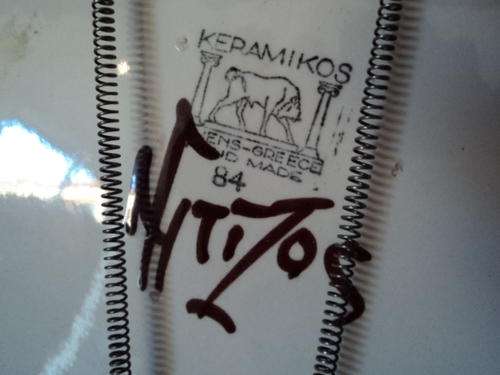 KERAMIKOS
ENS-GREECE
ND MADE
84
NTIZOS